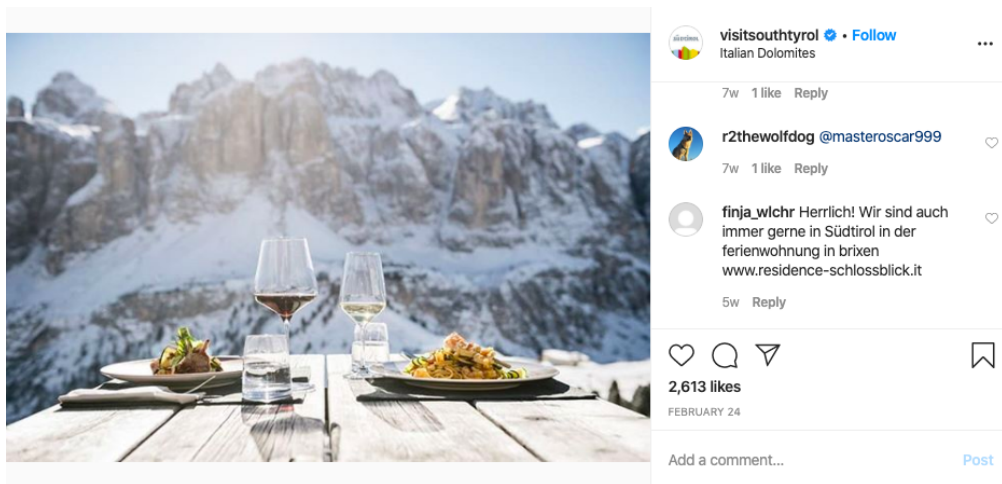 visitsouthtyrol • Follow
Italian Dolomites
7w 1 like Reply
r2thewolfdog @masteroscar999
7w 1 like Reply
finja_wlchr Herrlich! Wir sind auch
immer gerne in Südtirol in der
ferienwohnung in brixen
www.residence-schlossblick.it
5w Reply
2,613 likes
FEBRUARY 24
Add a comment... Post